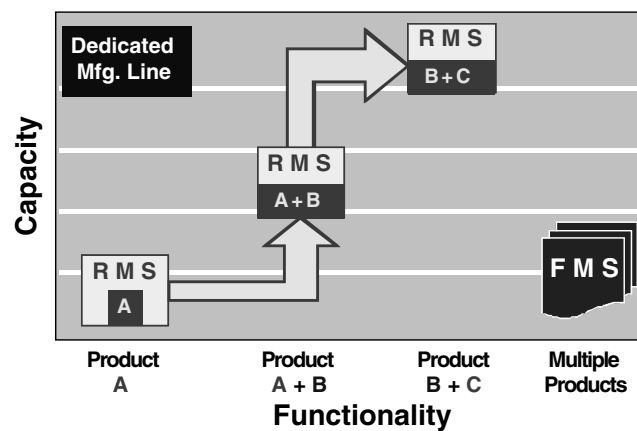 Dedicated
Mfg. Line
R M S
B + C
R M S
A + B
R M S
A
F M S
Capacity
Product
A
Product
A + B
Product
B + C
Multiple
Products
Functionality